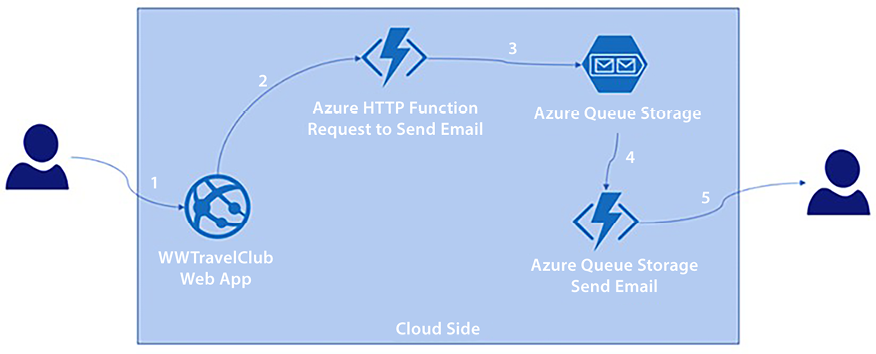 1
WWTravelClub
Web App
2
Azure HTTP Function
Request to Send Email
3
Azure Queue Storage
4
Azure Queue Storage
Send Email
5
Cloud Side